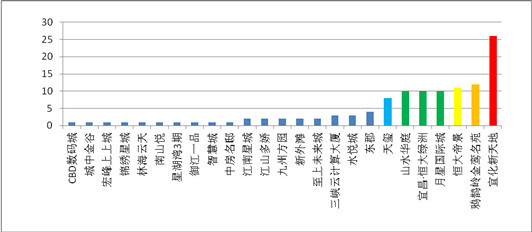 30
25
20
15
10
5
0
CBD数码城
城中金谷
宏峰上上城
锦绣星城
林海云天
南山悦
星湖湾3期
御江一品
智慧城
中房名邸
江南星城
江山多娇
九州方园
新外滩
至上未来城
三峡云计算大厦
水悦城
东郡
天玺
山水华庭
宜昌·恒大绿洲
月星国际城
恒大帝景
鸦鹊岭金鸾名苑
宜化新天地